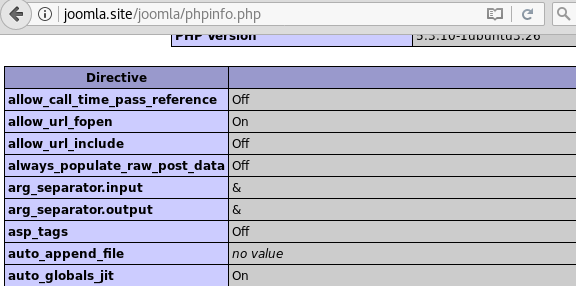 joomla.site/joomla/phpinfo.php
PHP Version 5.3.10-1ubuntu3.26
Directive
allow_call_time_pass_reference Off
allow_url_fopen On
allow_url_include Off
always_populate_raw_post_data Off
arg_separator.input &
arg_separator.output &
asp_tags Off
auto_append_file no value
auto_globals_jit On